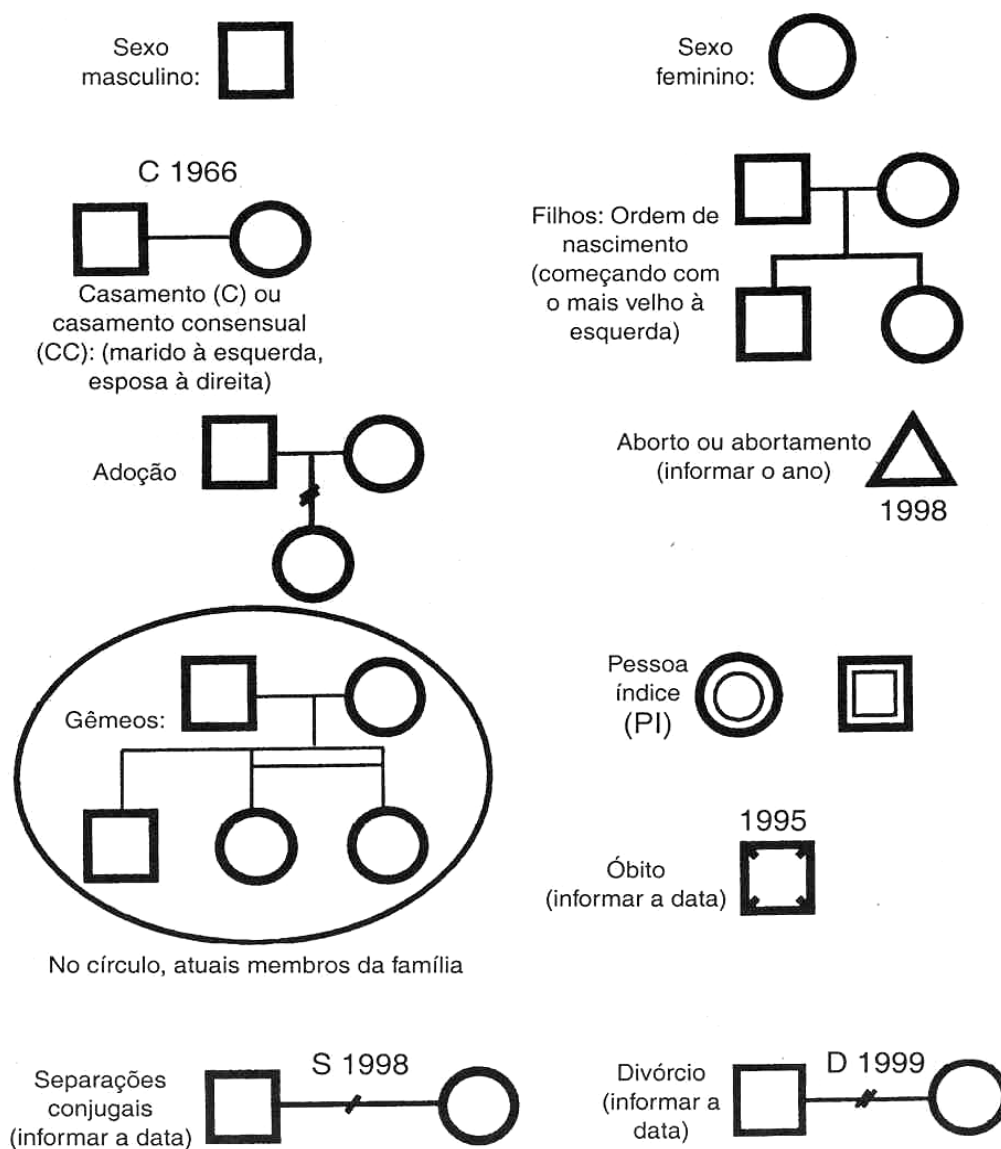 Sexo
masculino:
Sexo
feminino:
C 1966
Casamento (C) ou
casamento consensual
(CC): (marido à esquerda,
esposa à direita)
Filhos: Ordem de
nascimento
(começando com
o mais velho à
esquerda)
Adoção
Aborto ou abortamento
(informar o ano)
1998
Gêmeos:
No círculo, atuais membros da família
Pessoa
índice
(PI)
1995
Óbito
(informar a data)
Separações
conjugais
(informar a data)
S 1998
Divórcio
(informar a
data)
D 1999